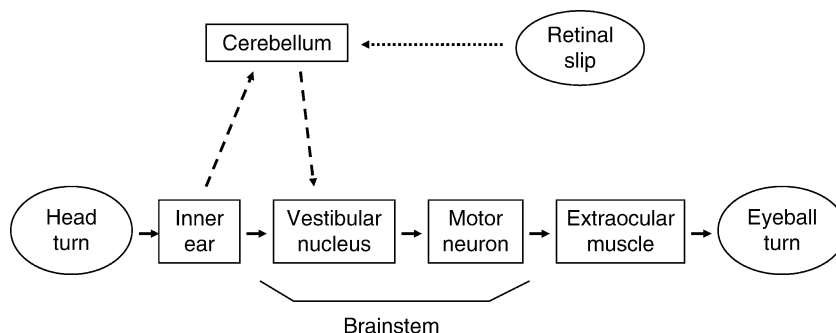 Cerebellum
Retinal
slip
Head
turn
Inner
ear
Vestibular
nucleus
Motor
neuron
Extraocular
muscle
Eyeball
turn
Brainstem